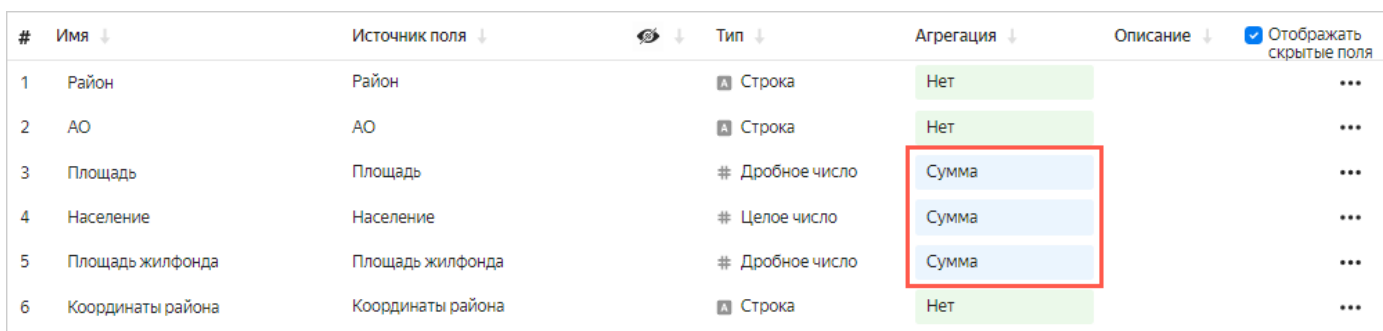 # Имя Источник поля Тип Агрегация Описание Отображать
скрытые поля
1 Район Район A Строка Нет
2 АО АО A Строка Нет
3 Площадь Площадь # Дробное число Сумма
4 Население Население # Целое число Сумма
5 Площадь жилфонда Площадь жилфонда # Дробное число Сумма
6 Координаты района Координаты района A Строка Нет